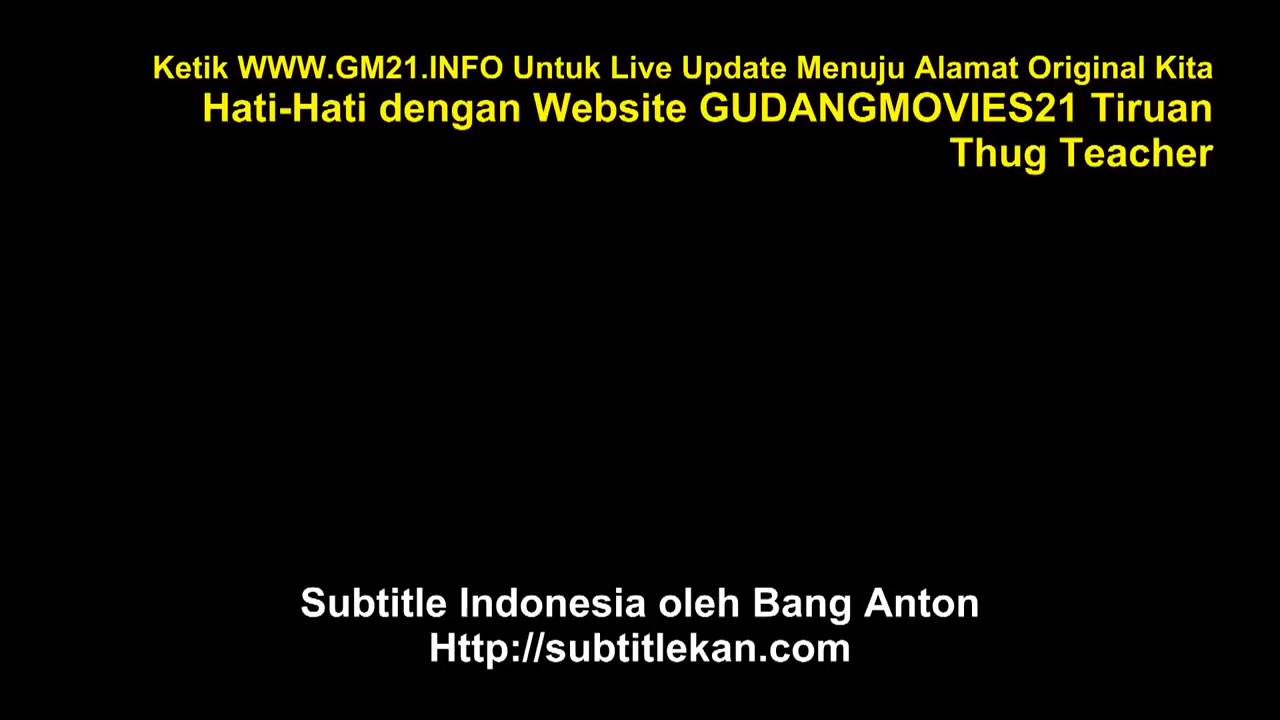 Ketik WWW.GM21.INFO Untuk Live Update Menuju Alamat Original Kita
Hati-Hati dengan Website GUDANGMOVIES21 Tiruan
Thug Teacher
Subtitle Indonesia oleh Bang Anton
Http://subtitlekan.com